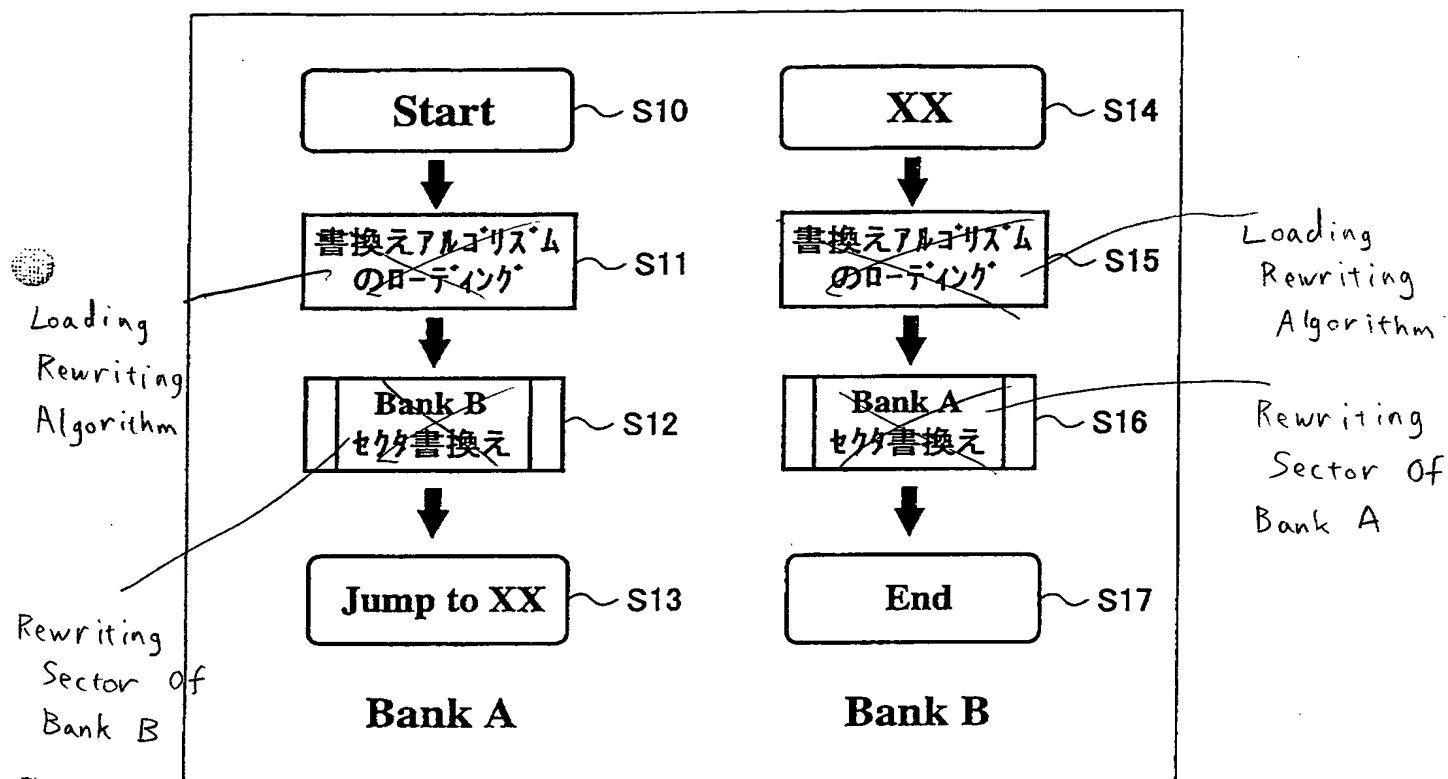 Start
S10
書換えアルゴリズム
のローディング
S11
Bank B
セクタ書換え
S12
Jump to XX
S13
Bank A
XX
S14
書換えアルゴリズム
のローディング
S15
Bank A
セクタ書換え
S16
End
S17
Bank B
Loading
Rewriting
Algorithm
Rewriting
Sector Of
Bank B
Loading
Rewriting
Algorithm
Rewriting
Sector Of
Bank A